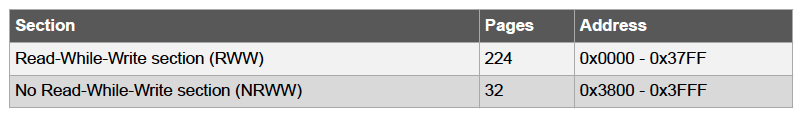 Section Pages Address
Read-While-Write section (RWW) 224 0x0000 - 0x37FF
No Read-While-Write section (NRWW) 32 0x3800 - 0x3FFF